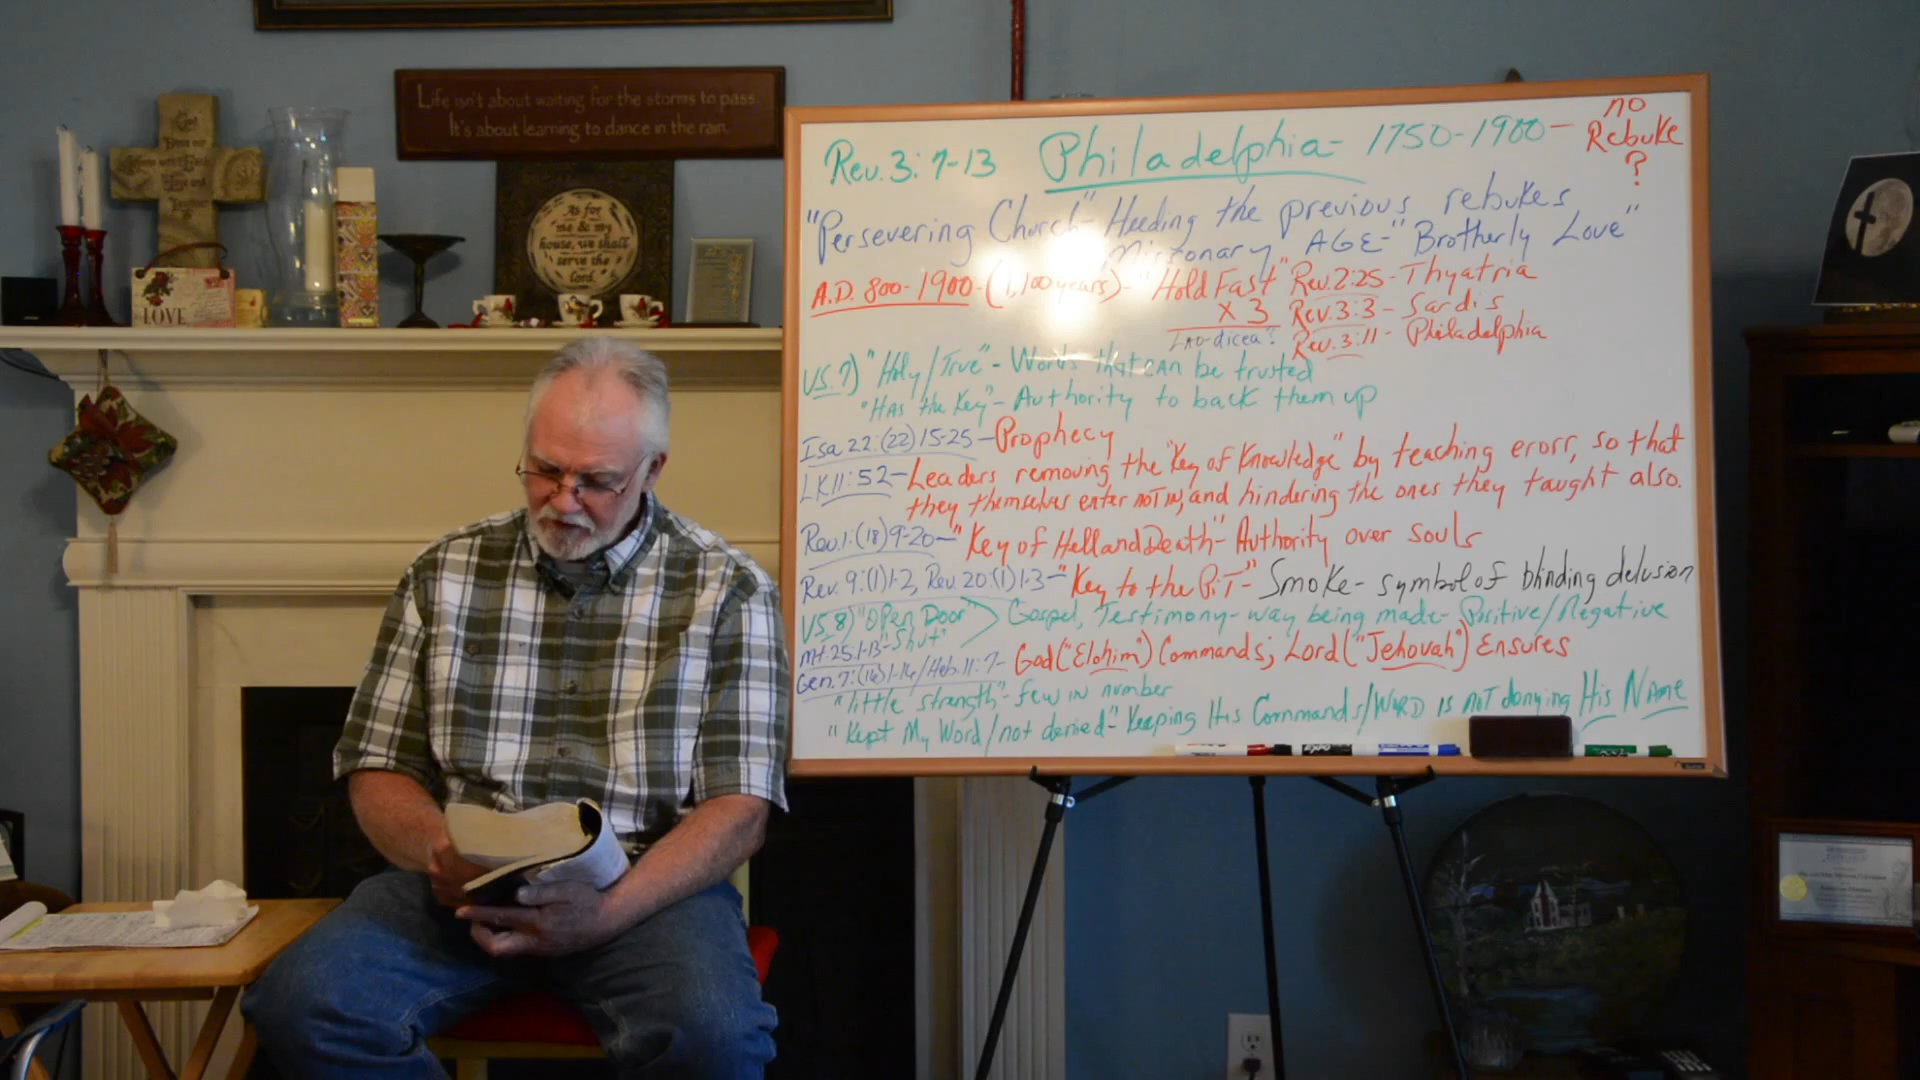 Life isn't about waiting for the storms to pass.
It's about learning to dance in the rain.
As for
me & my
house, we shall
serve the
Lord.
LOVE
no
Rev. 3:7-13 Philadelphia- 1750-1900- Rebuke
?
"Persevering Church" Heeding the previous rebukes
Missionary AGE- "Brotherly Love"
A.D. 800-1900-(1,100 years)- "Hold Fast" Rev. 2:25- Thyatria
X 3 Rev. 3:3- Sardis
LAO-dicea? Rev. 3:11- Philadelphia
VS. 7) "Holy/True"- Works that can be trusted
"Has the Key"- Authority to back them up
Isa 22:(22)15-25- Prophecy
LK 11:52- Leaders removing the "Key of Knowledge" by teaching erorr, so that
they themselves enter not in, and hindering the ones they taught also.
Rev. 1:(18)9-20- "Key of Hell and Death"- Authority over souls
Rev. 9:(1)1-2, Rev. 20:(1)1-3- "Key to the PiT"- Smoke- symbol of blinding delusion
VS. 8) "Open Door" > Gospel, Testimony- way being made- Positive/Negative
Mt. 25:1-13- "Shut"
Gen. 7:(16)1-16/Heb. 11:7- God ("Elohim") Commands; Lord ("Jehovah") Ensures
"little strength"- few in number
"Kept My Word/not denied"- Keeping His Commands/WORD is not denying His NAME
EXPO